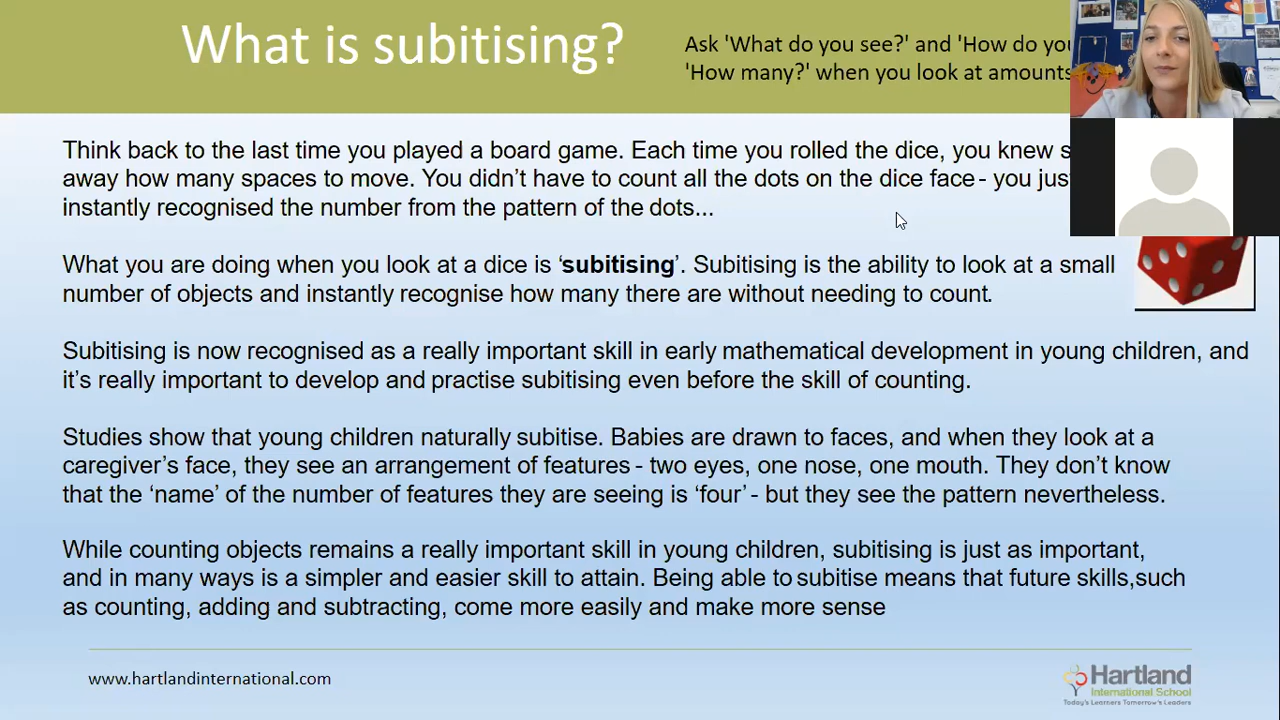 What is subitising?
Ask 'What do you see?' and 'How do you
'How many?' when you look at amounts
Think back to the last time you played a board game. Each time you rolled the dice, you knew
away how many spaces to move. You didn't have to count all the dots on the dice face - you
instantly recognised the number from the pattern of the dots...
What you are doing when you look at a dice is 'subitising'. Subitising is the ability to look at a small
number of objects and instantly recognise how many there are without needing to count.
Subitising is now recognised as a really important skill in early mathematical development in young children, and
it's really important to develop and practise subitising even before the skill of counting.
Studies show that young children naturally subitise. Babies are drawn to faces, and when they look at a
caregiver's face, they see an arrangement of features - two eyes, one nose, one mouth. They don't know
that the 'name' of the number of features they are seeing is 'four' - but they see the pattern nevertheless.
While counting objects remains a really important skill in young children, subitising is just as important,
and in many ways is a simpler and easier skill to attain. Being able to subitise means that future skills,such
as counting, adding and subtracting, come more easily and make more sense
www.hartlandinternational.com
Hartland
International School
Today's Learners Tomorrow's Leaders